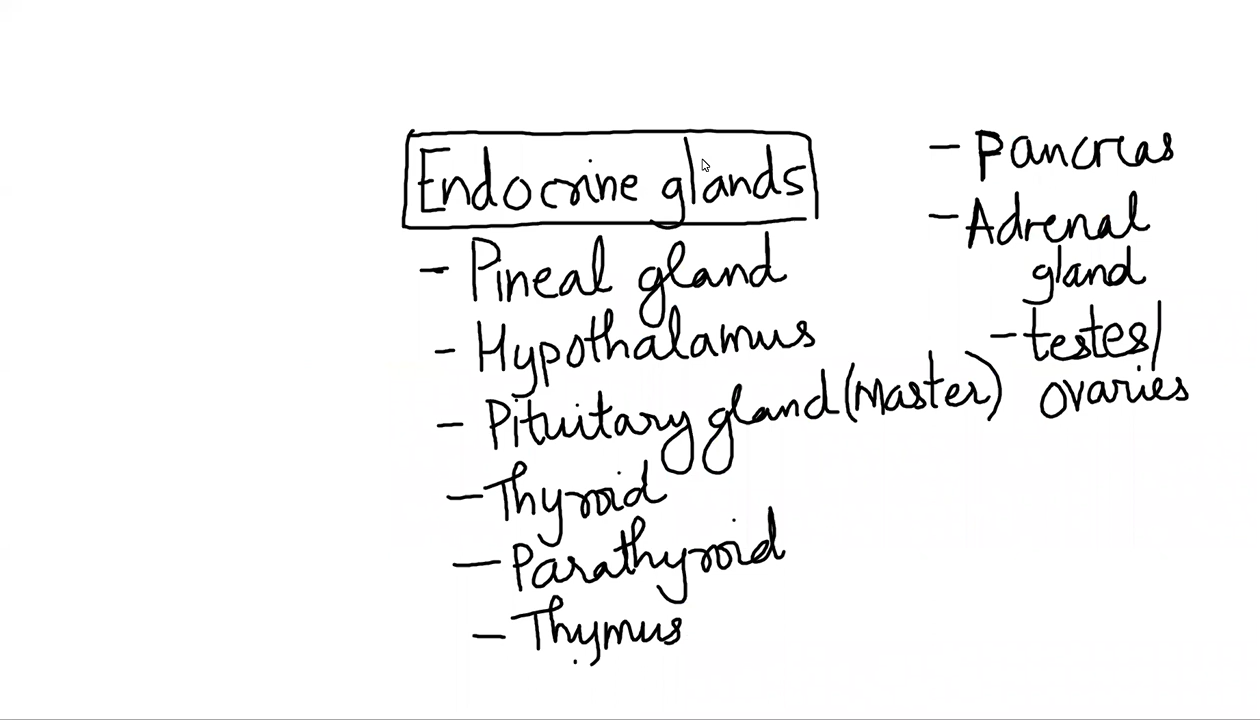 Endocrine glands
- Pineal gland
- Hypothalamus
- Pituitary gland (Master)
- Thyroid
- Parathyroid
- Thymus
- Pancreas
- Adrenal
gland
- testes/
ovaries